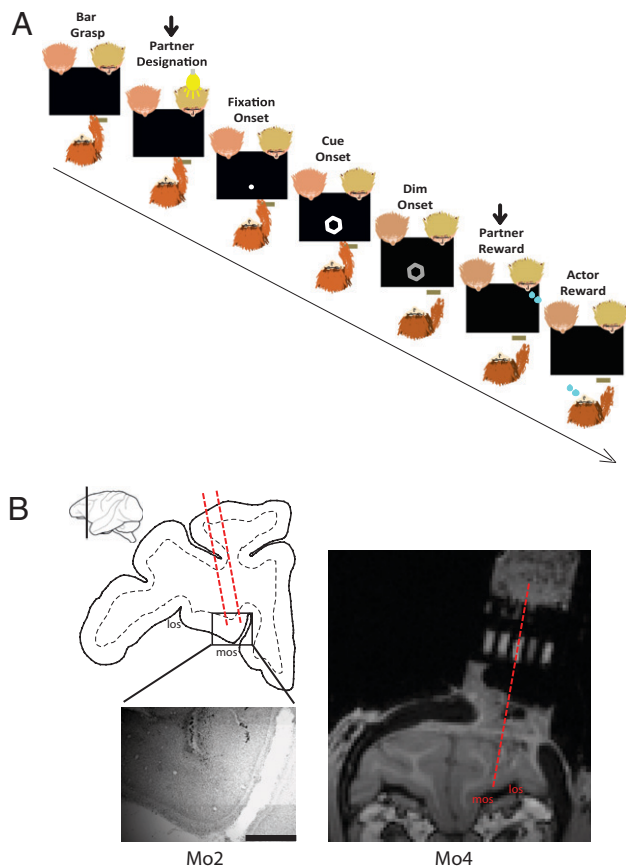 A
Bar
Grasp
Partner
Designation
Fixation
Onset
Cue
Onset
Dim
Onset
Partner
Reward
Actor
Reward
B
los
mos
mos
los
Mo2
Mo4